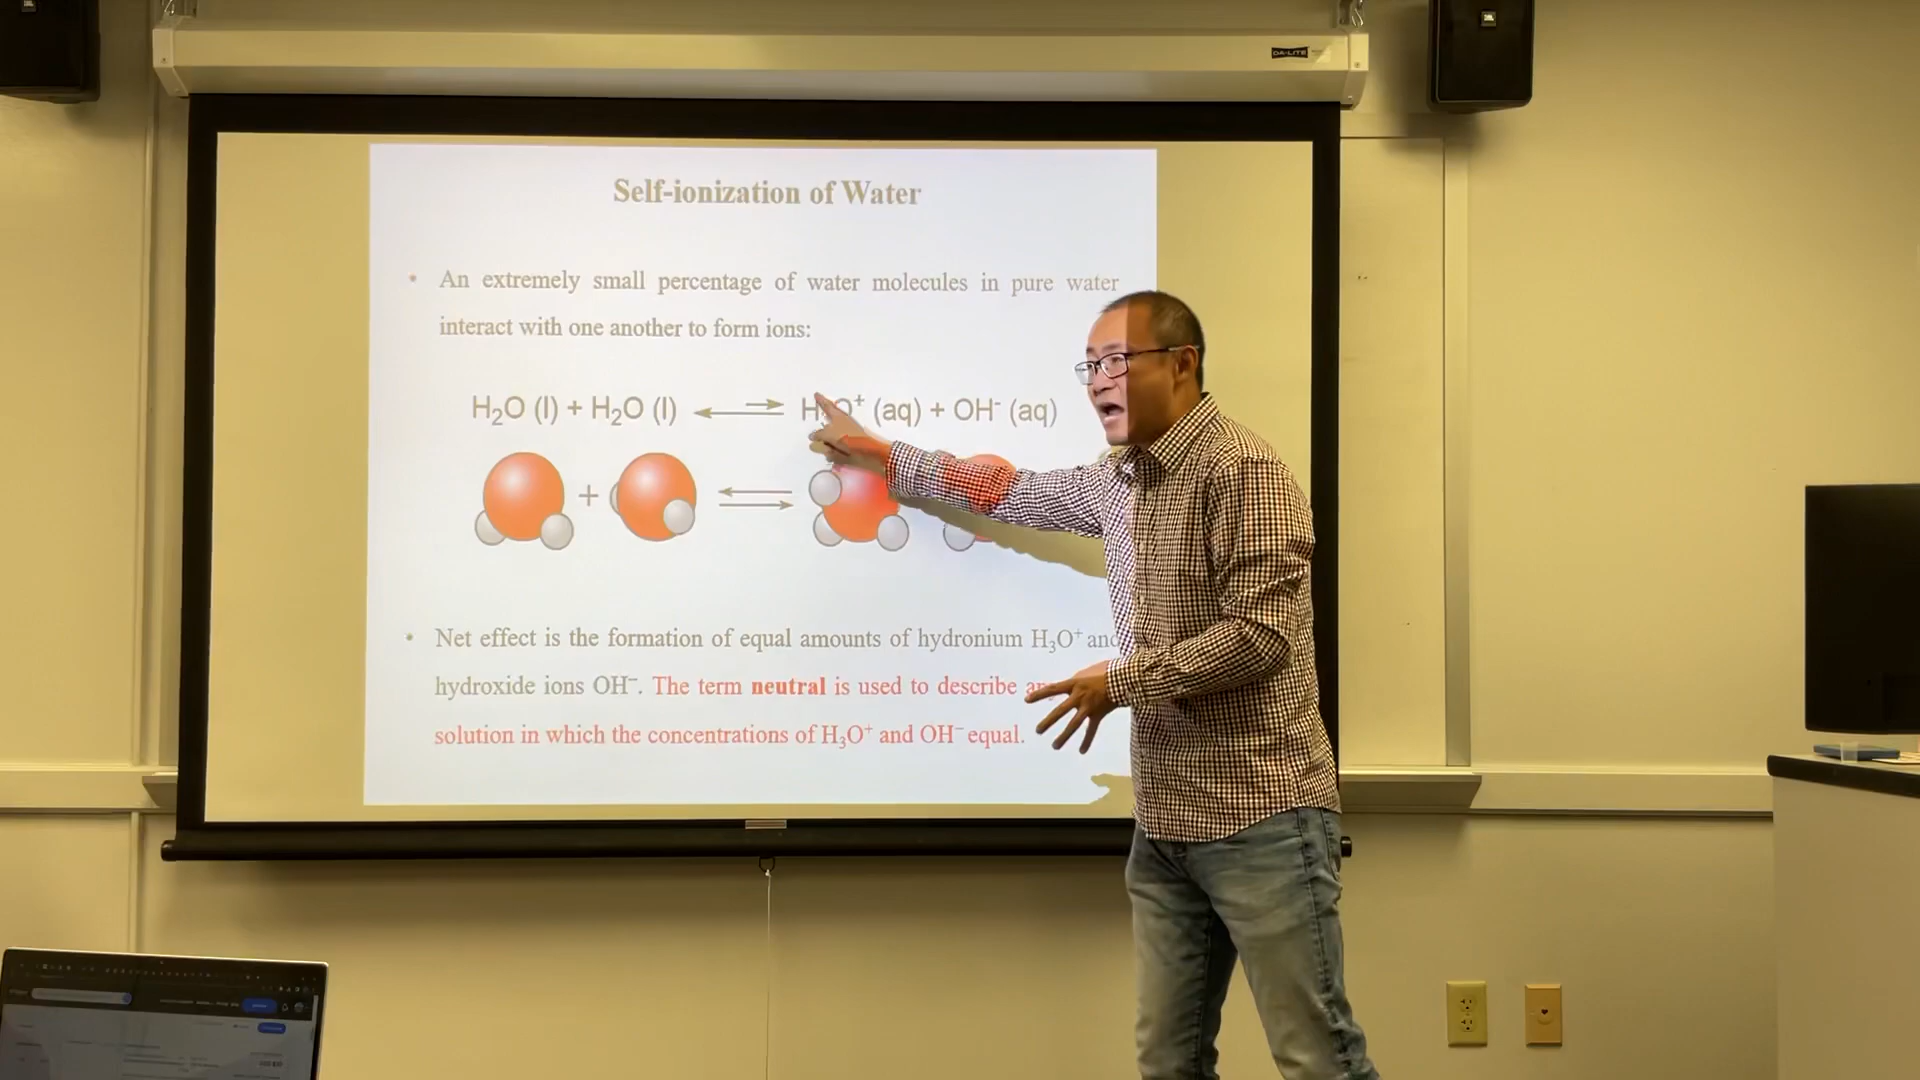 DA-LITE
JBL
Self-ionization of Water
• An extremely small percentage of water molecules in pure water
interact with one another to form ions:
H₂O (l) + H₂O (l) ⇌ H₃O⁺ (aq) + OH⁻ (aq)
+
• Net effect is the formation of equal amounts of hydronium H₃O⁺ and
hydroxide ions OH⁻. The term neutral is used to describe
solution in which the concentrations of H₃O⁺ and OH⁻ equal.